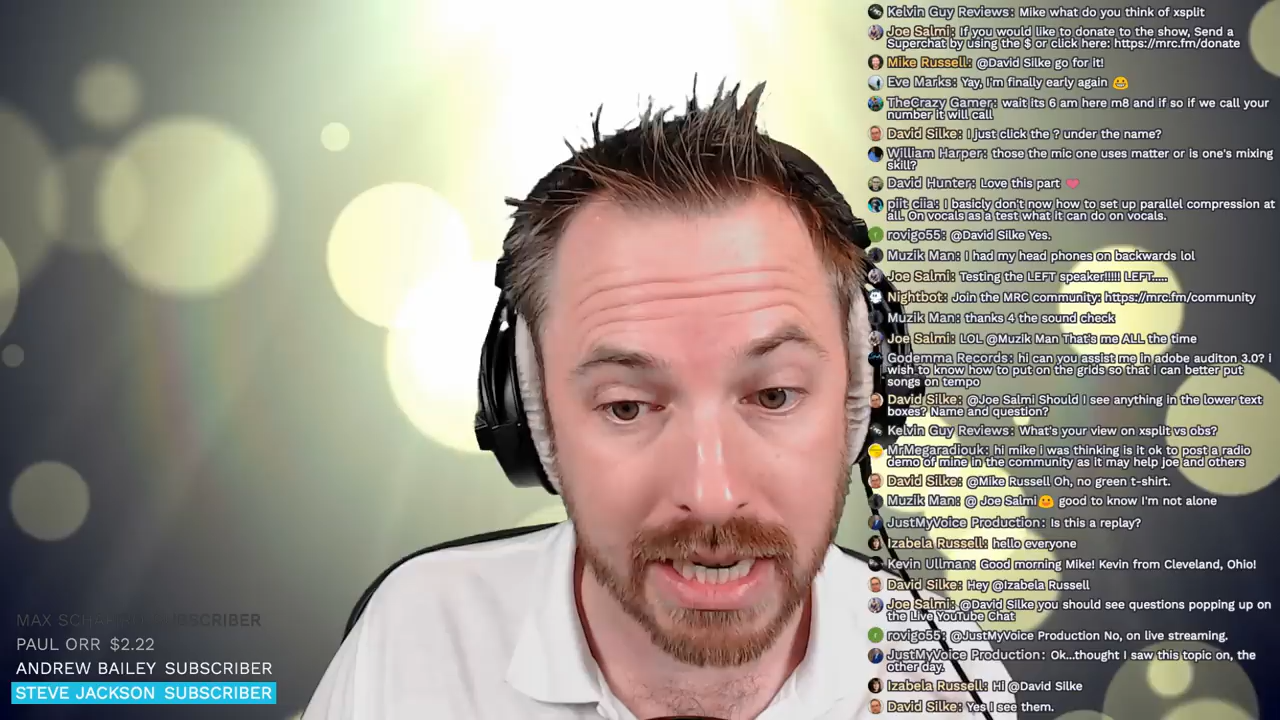 Kelvin Guy Reviews: Mike what do you think of xsplit
Joe Salmi: If you would like to donate to the show, Send a
Superchat by using the $ or click here: https://mrc.fm/donate
Mike Russell: @David Silke go for it!
Eve Marks: Yay, I'm finally early again 😁
TheCrazy Gamer: wait its 6 am here m8 and if so if we call your
number it will call
David Silke: I just click the ? under the name?
William Harper: those the mic one uses matter or is one's mixing
skill?
David Hunter: Love this part 💓
piit ciia: I basicly don't now how to set up parallel compression at
all. On vocals as a test what it can do on vocals.
rovigo55: @David Silke Yes.
Muzik Man: I had my head phones on backwards lol
Joe Salmi: Testing the LEFT speaker!!!!! LEFT.....
Nightbot: Join the MRC community: https://mrc.fm/community
Muzik Man: thanks 4 the sound check
Joe Salmi: LOL @Muzik Man That's me ALL the time
Godemma Records: hi can you assist me in adobe auditon 3.0? i
wish to know how to put on the grids so that i can better put
songs on tempo
David Silke: @Joe Salmi Should I see anything in the lower text
boxes? Name and question?
Kelvin Guy Reviews: What's your view on xsplit vs obs?
MrMegaradiouk: hi mike i was thinking is it ok to post a radio
demo of mine in the community as it may help joe and others
David Silke: @Mike Russell Oh, no green t-shirt.
Muzik Man: @ Joe Salmi😀 good to know I'm not alone
JustMyVoice Production: Is this a replay?
Izabela Russell: hello everyone
Kevin Ullman: Good morning Mike! Kevin from Cleveland, Ohio!
David Silke: Hey @Izabela Russell
Joe Salmi: @David Silke you should see questions popping up on
the Live YouTube Chat
rovigo55: @JustMyVoice Production No, on live streaming.
JustMyVoice Production: Ok...thought I saw this topic on, the
other day.
Izabela Russell: Hi @David Silke
David Silke: Yes I see them.
MAX SUBSCRIBER
PAUL ORR $2.22
ANDREW BAILEY SUBSCRIBER
STEVE JACKSON SUBSCRIBER